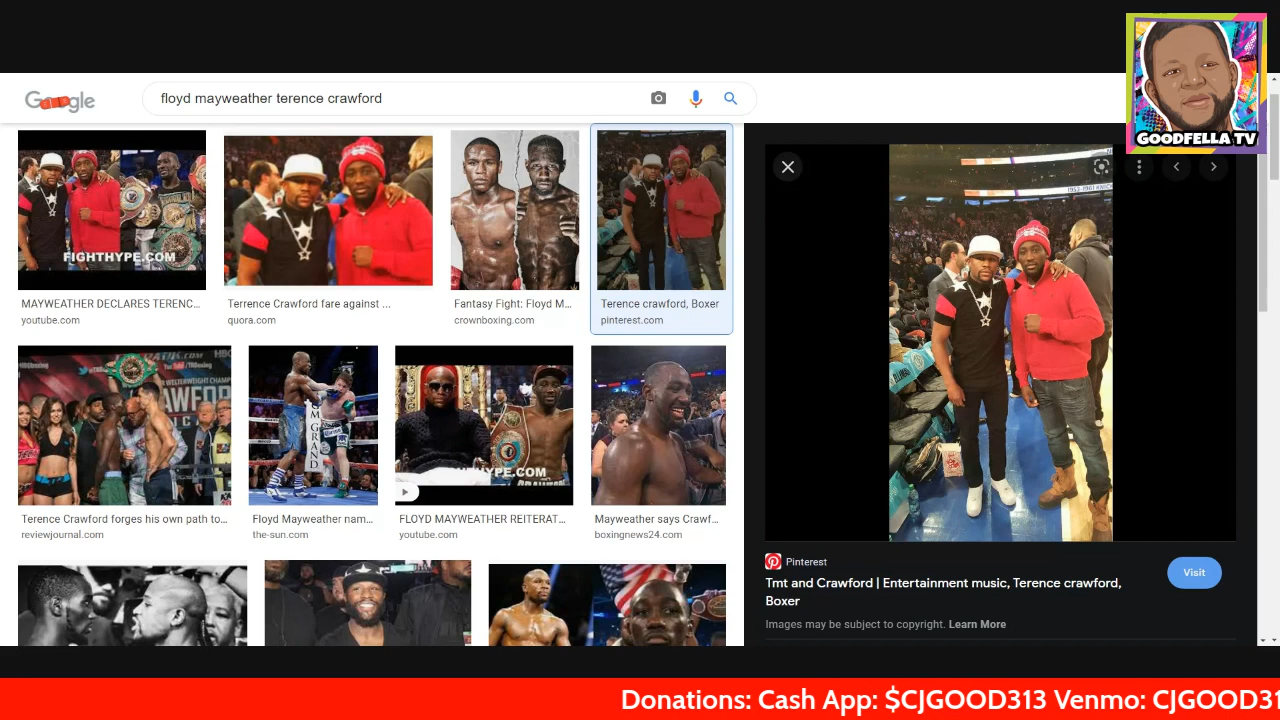 Google
floyd mayweather terence crawford
GOODFELLA TV
FIGHTHYPE.COM
MAYWEATHER DECLARES TERENC...
youtube.com
Terrence Crawford fare against ...
quora.com
Fantasy Fight: Floyd M...
crownboxing.com
Terence crawford, Boxer
pinterest.com
Terence Crawford forges his own path to...
reviewjournal.com
MGM GRAND
Floyd Mayweather nam...
the-sun.com
HYPE.COM
FLOYD MAYWEATHER REITERAT...
youtube.com
Mayweather says Crawf...
boxingnews24.com
Pinterest
Tmt and Crawford | Entertainment music, Terence crawford,
Boxer
Visit
Images may be subject to copyright. Learn More
Donations: Cash App: $CJGOOD313 Venmo: CJGOOD31